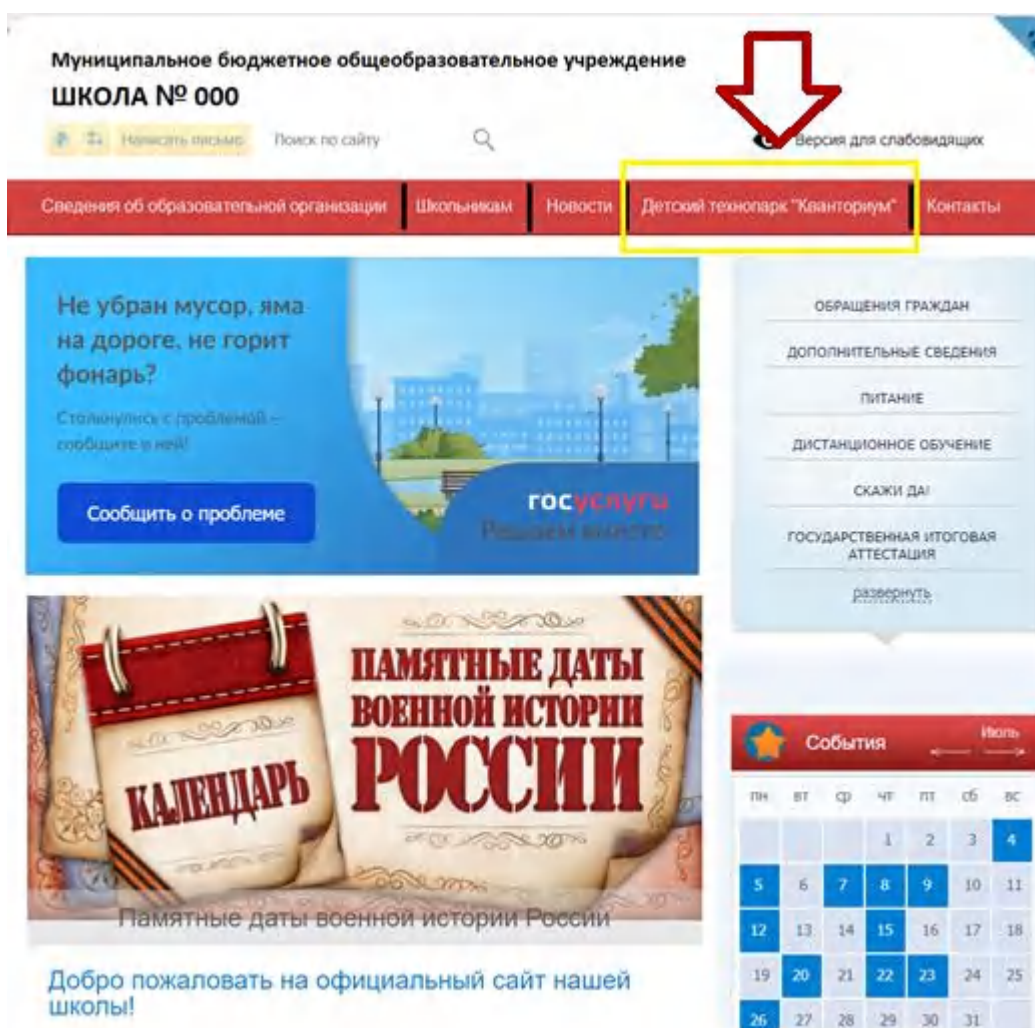 Муниципальное бюджетное общеобразовательное учреждение
ШКОЛА № 000
Написать письмо Поиск по сайту
Версия для слабовидящих
Сведения об образовательной организации Школьникам Новости Детский технопарк "Кванториум" Контакты
Не убран мусор, яма
на дороге, не горит
фонарь?
Столкнулись с проблемой –
сообщите о ней!
Сообщить о проблеме
госуслуги
Решаем вместе
КАЛЕНДАРЬ
ПАМЯТНЫЕ ДАТЫ
ВОЕННОЙ ИСТОРИИ
РОССИИ
Памятные даты военной истории России
Добро пожаловать на официальный сайт нашей
школы!
ОБРАЩЕНИЯ ГРАЖДАН
ДОПОЛНИТЕЛЬНЫЕ СВЕДЕНИЯ
ПИТАНИЕ
ДИСТАНЦИОННОЕ ОБУЧЕНИЕ
СКАЖИ ДА!
ГОСУДАРСТВЕННАЯ ИТОГОВАЯ
АТТЕСТАЦИЯ
развернуть
События Июль
пн вт ср чт пт сб вс
1 2 3 4
5 6 7 8 9 10 11
12 13 14 15 16 17 18
19 20 21 22 23 24 25
26 27 28 29 30 31